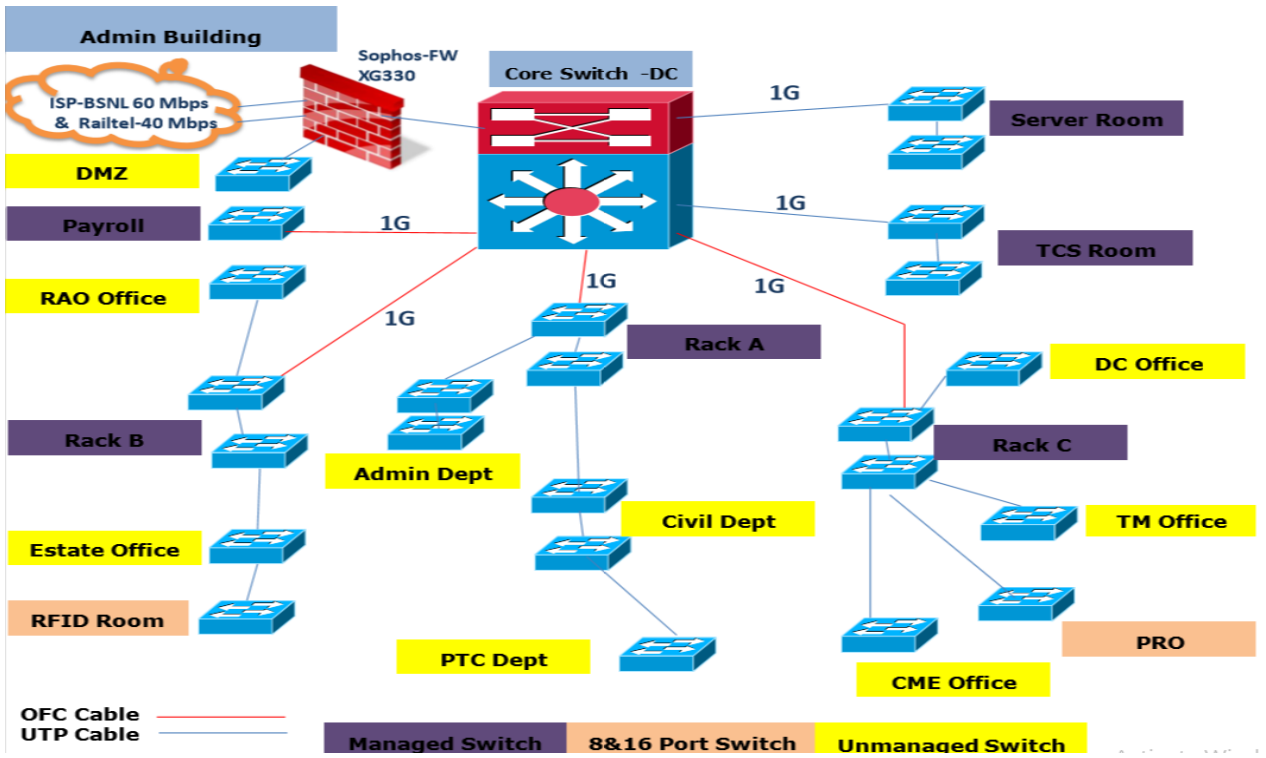 Admin Building
Sophos-FW
XG330
Core Switch -DC
ISP-BSNL 60 Mbps
& Railtel-40 Mbps
1G
Server Room
DMZ
Payroll
1G
1G
TCS Room
RAO Office
1G
1G
1G
Rack A
DC Office
Rack B
Rack C
Admin Dept
Civil Dept
TM Office
Estate Office
RFID Room
PRO
PTC Dept
CME Office
OFC Cable
UTP Cable
Managed Switch
8&16 Port Switch
Unmanaged Switch